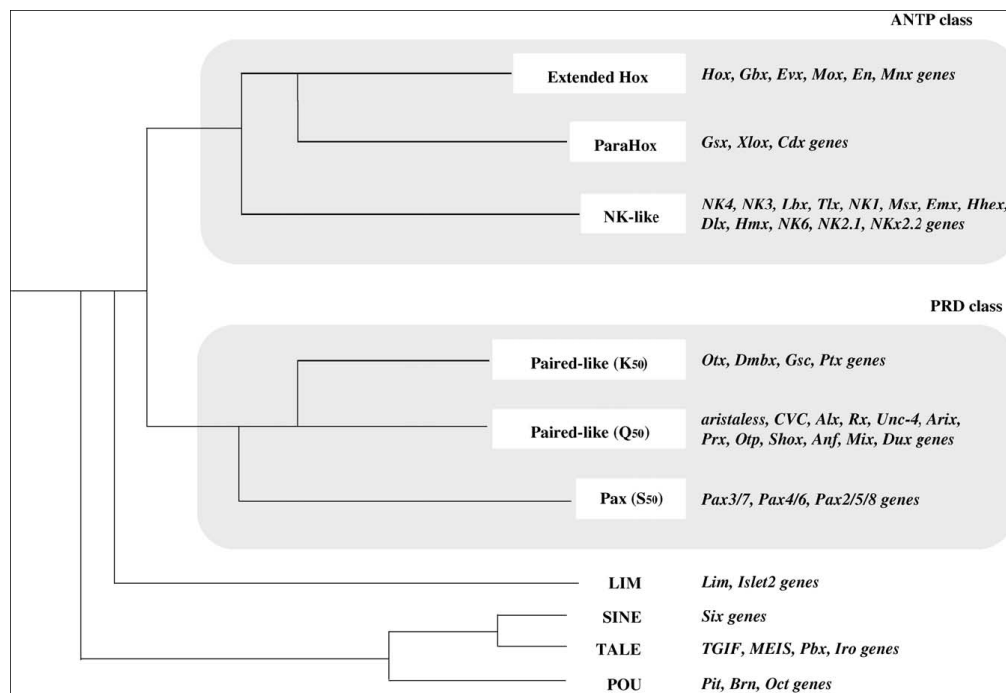 ANTP class
Extended Hox
Hox, Gbx, Evx, Mox, En, Mnx genes
ParaHox
Gsx, Xlox, Cdx genes
NK-like
NK4, NK3, Lbx, Tlx, NK1, Msx, Emx, Hhex,
Dlx, Hmx, NK6, NK2.1, NKx2.2 genes
PRD class
Paired-like (K50)
Otx, Dmbx, Gsc, Ptx genes
Paired-like (Q50)
aristaless, CVC, Alx, Rx, Unc-4, Arix,
Prx, Otp, Shox, Anf, Mix, Dux genes
Pax (S50)
Pax3/7, Pax4/6, Pax2/5/8 genes
LIM
Lim, Islet2 genes
SINE
Six genes
TALE
TGIF, MEIS, Pbx, Iro genes
POU
Pit, Brn, Oct genes